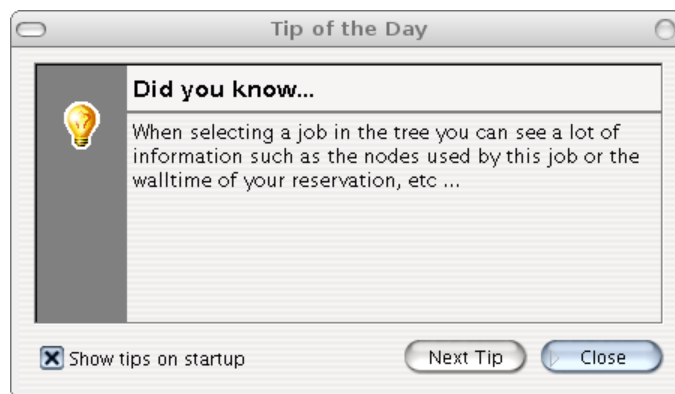 Tip of the Day
Did you know...
When selecting a job in the tree you can see a lot of
information such as the nodes used by this job or the
walltime of your reservation, etc ...
Show tips on startup
Next Tip
Close